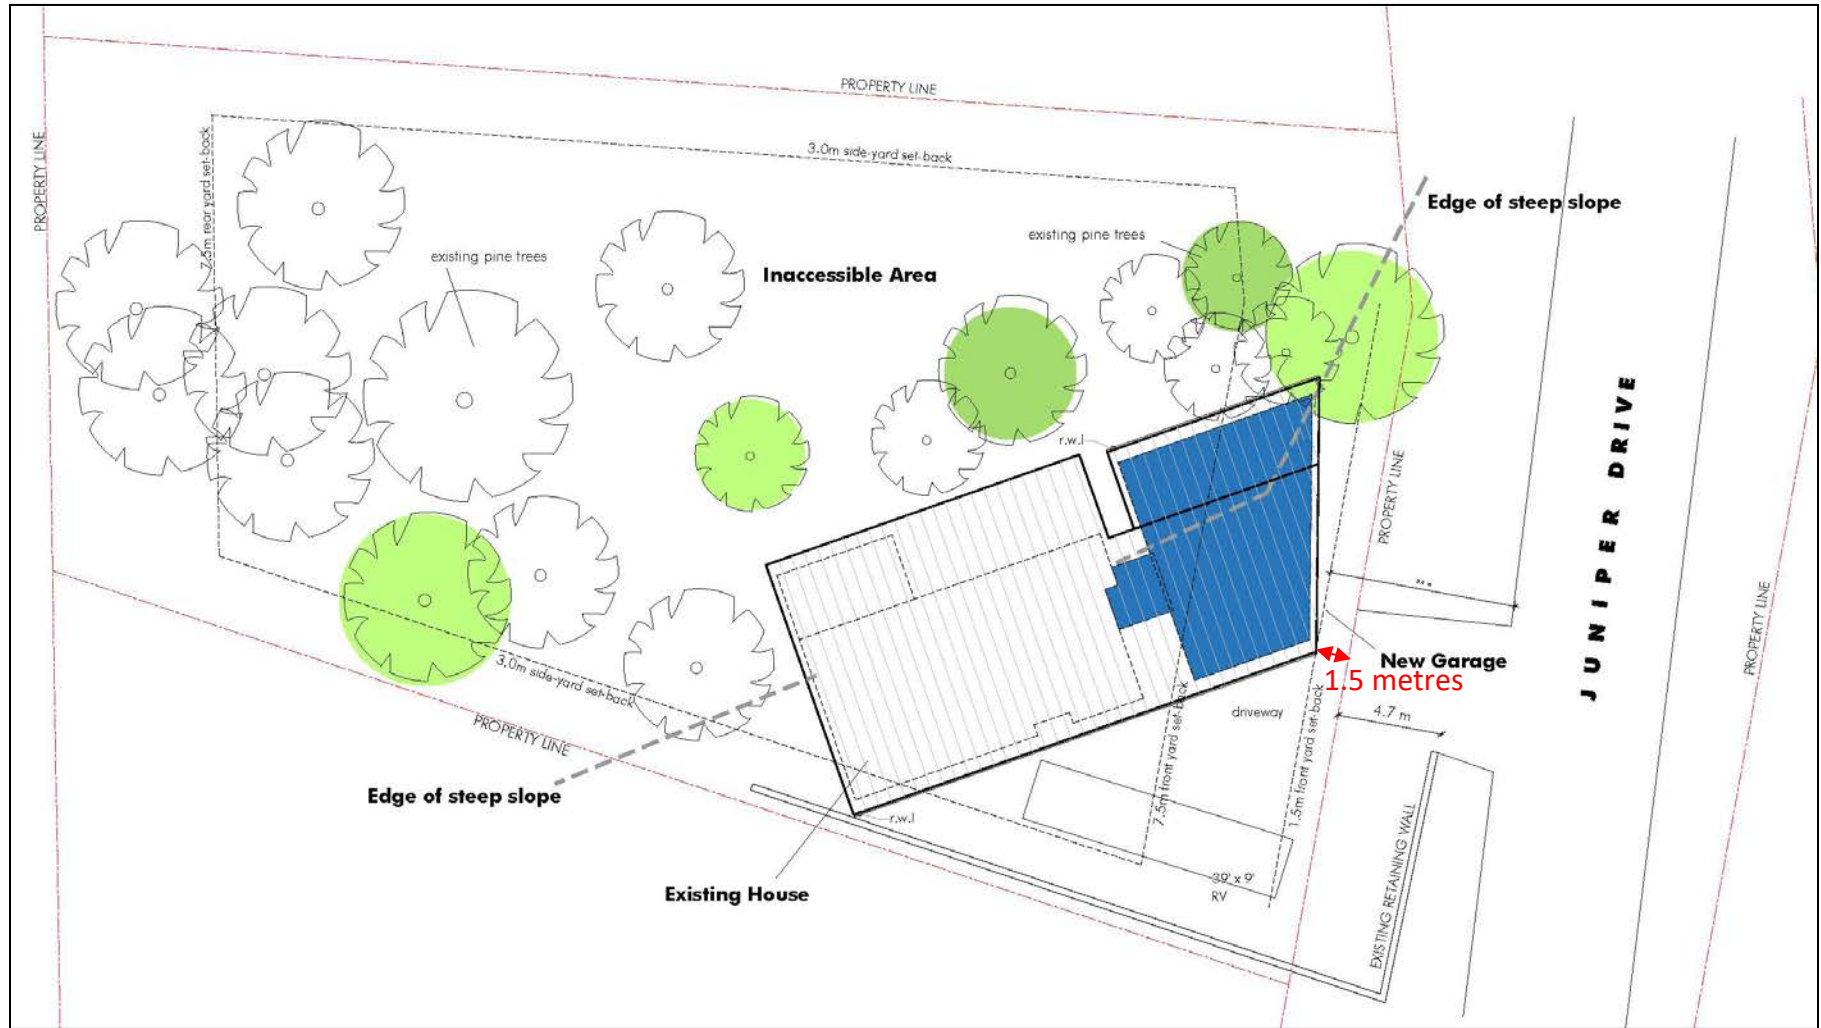 PROPERTY LINE
PROPERTY LINE
3.0m side-yard set-back
7.5m rear yard set-back
Edge of steep slope
existing pine trees
existing pine trees
Inaccessible Area
r.w.l
PROPERTY LINE
JUNIPER DRIVE
PROPERTY LINE
New Garage
1.5 metres
3.0m side-yard set-back
PROPERTY LINE
driveway
4.7 m
7.5m front yard set-back
1.5m front yard set-back
Edge of steep slope
r.w.l
Existing House
39' x 9'
RV
EXISTING RETAINING WALL